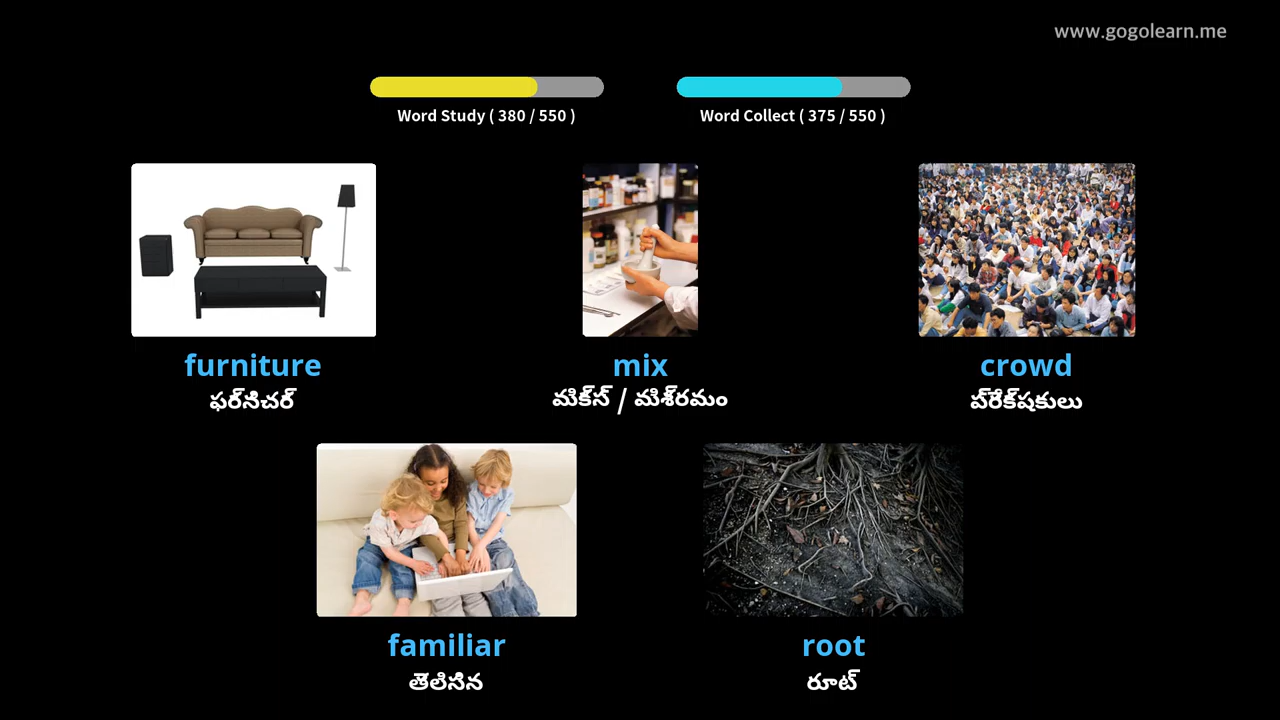 www.gogolearn.me
Word Study ( 380 / 550 )
Word Collect ( 375 / 550 )
furniture
mix
crowd
ఫర్నిచర్
మిక్స్ / మిశ్రమం
ప్రేక్షకులు
familiar
root
తెలిసిన
రూట్